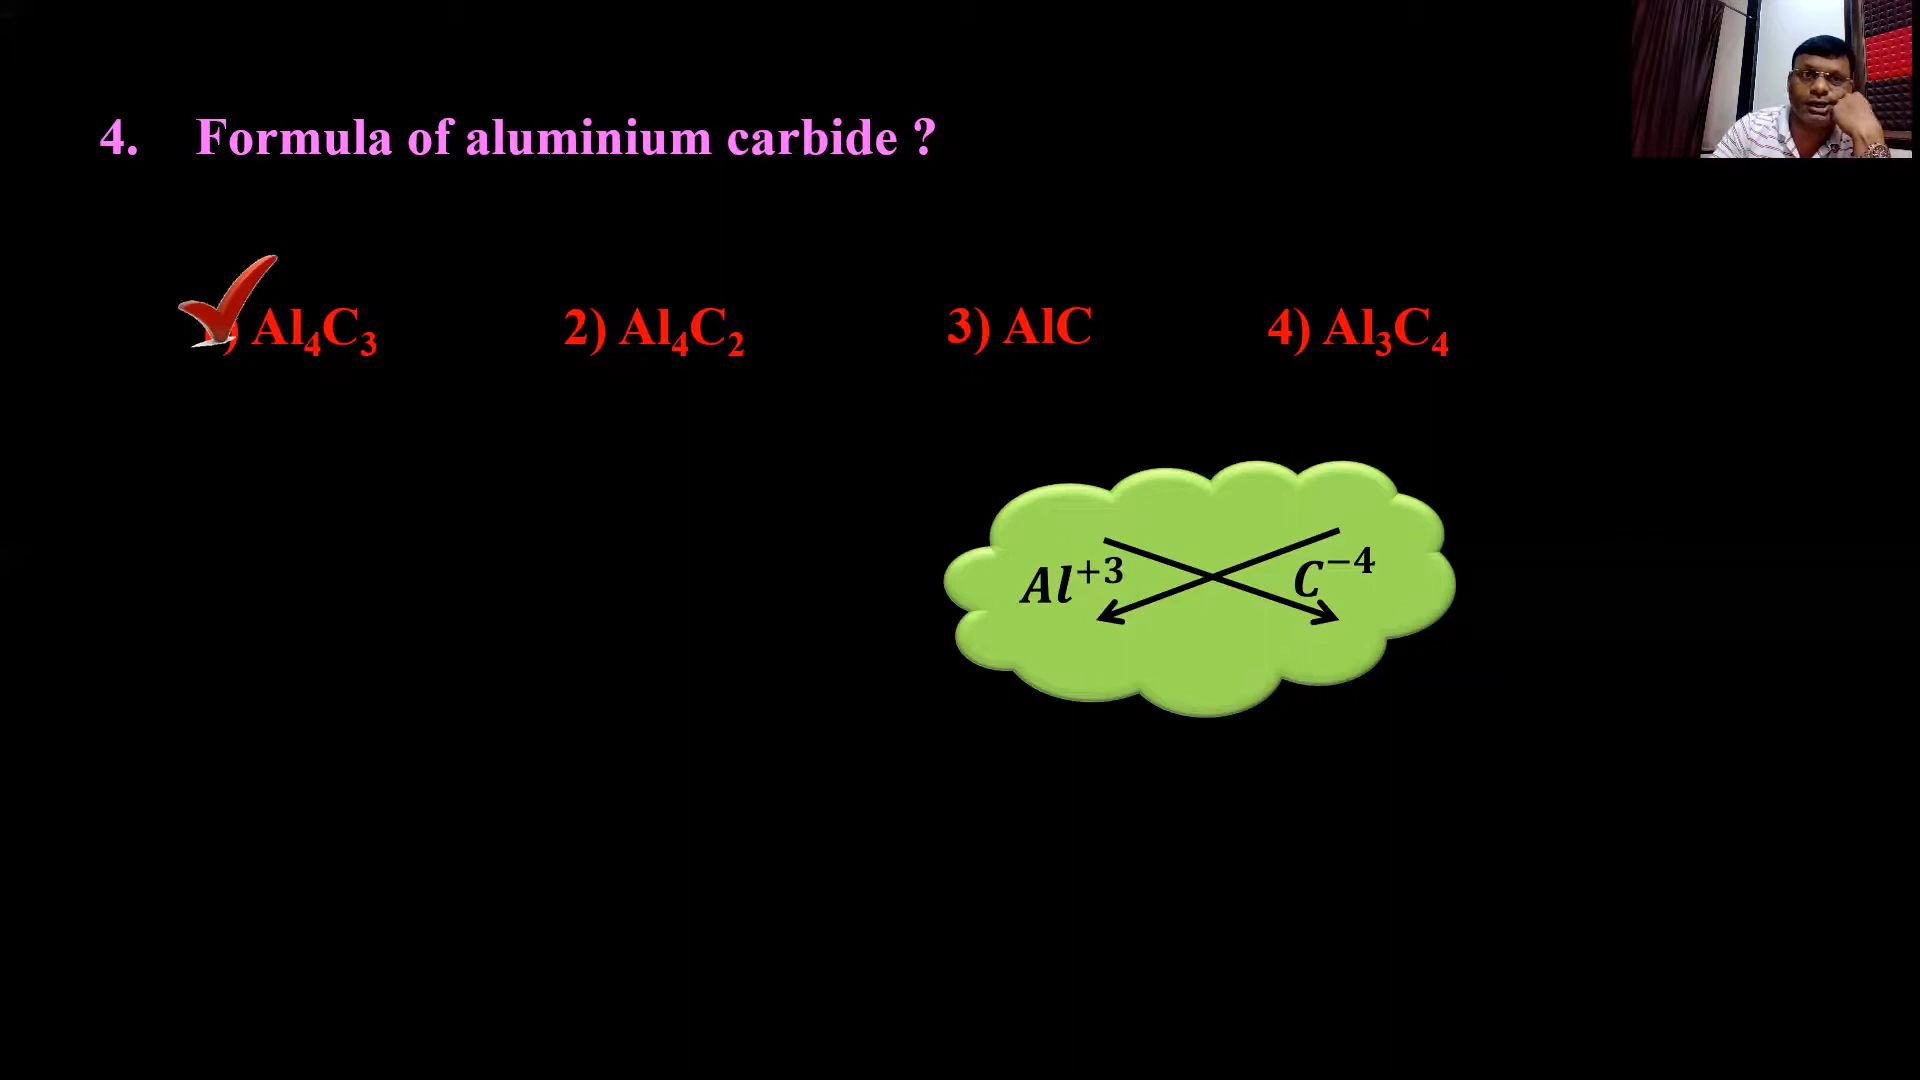 4. Formula of aluminium carbide ?
) Al₄C₃ 2) Al₄C₂ 3) AlC 4) Al₃C₄
Al⁺³ C⁻⁴